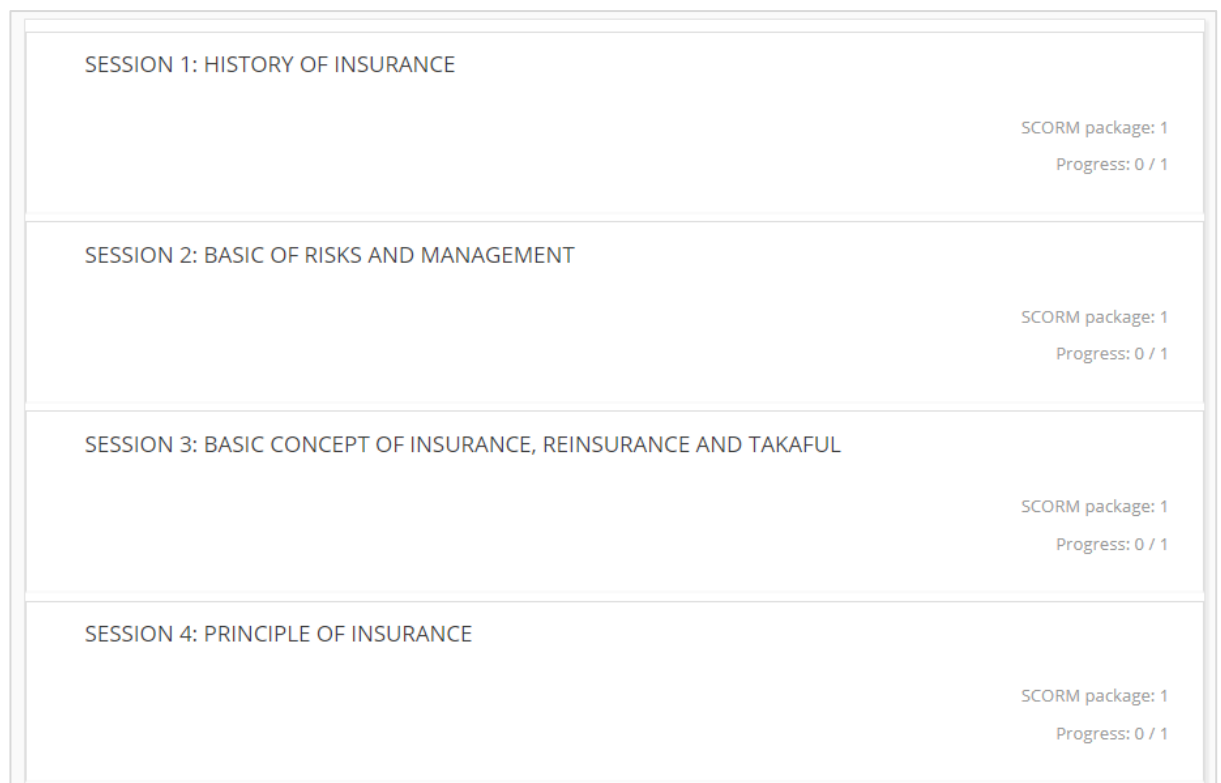 SESSION 1: HISTORY OF INSURANCE
SCORM package: 1
Progress: 0 / 1
SESSION 2: BASIC OF RISKS AND MANAGEMENT
SCORM package: 1
Progress: 0 / 1
SESSION 3: BASIC CONCEPT OF INSURANCE, REINSURANCE AND TAKAFUL
SCORM package: 1
Progress: 0 / 1
SESSION 4: PRINCIPLE OF INSURANCE
SCORM package: 1
Progress: 0 / 1